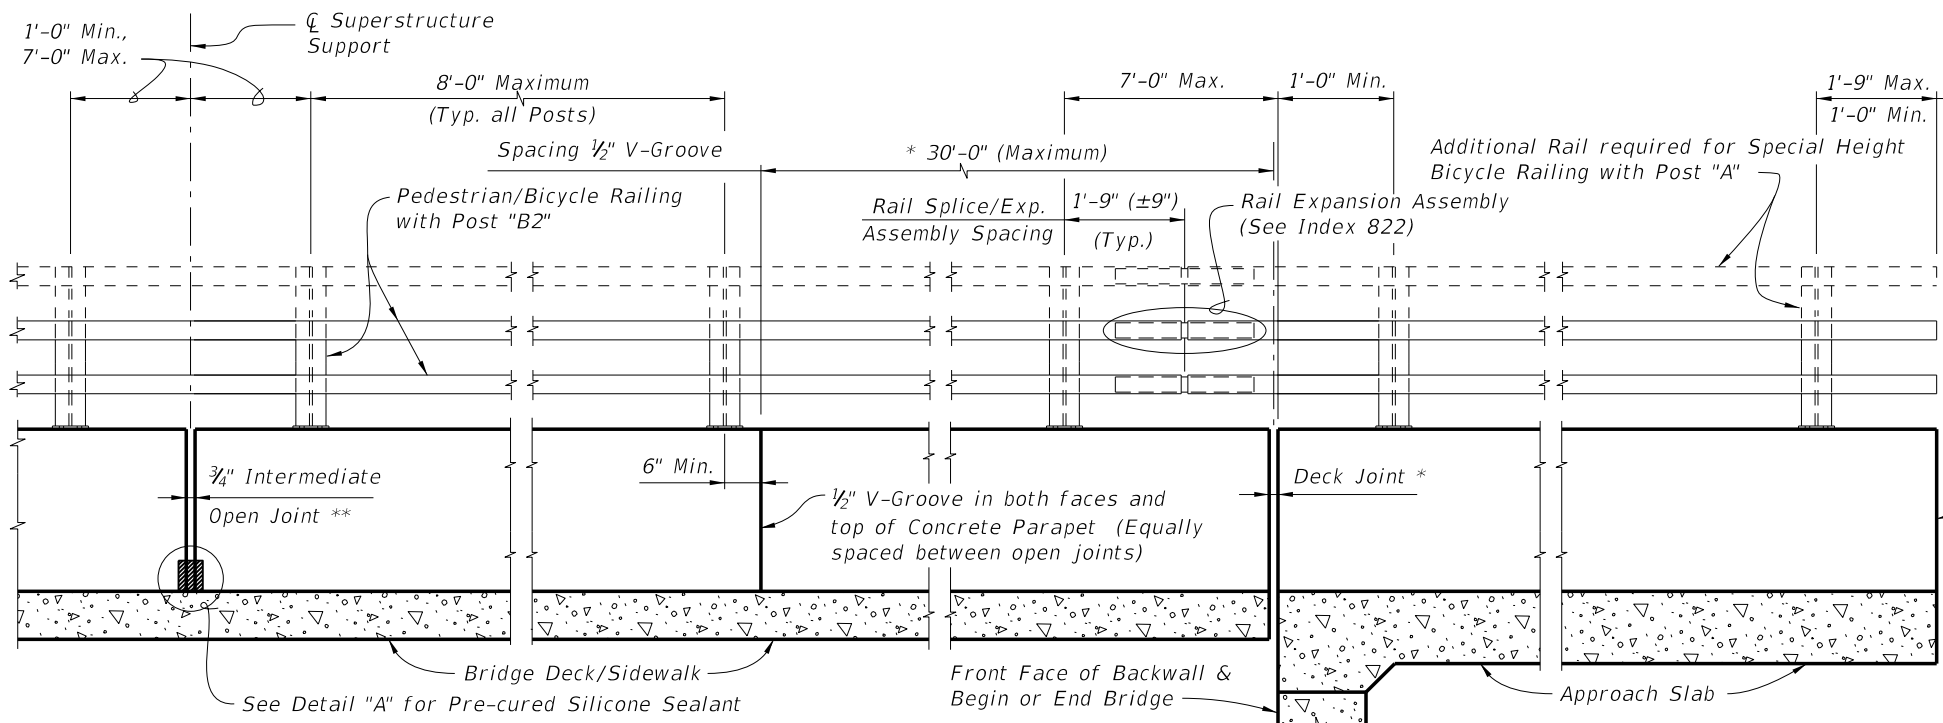 1'-0" Min.,
7'-0" Max.
℄ Superstructure
Support
8'-0" Maximum
(Typ. all Posts)
7'-0" Max.
1'-0" Min.
1'-9" Max.
1'-0" Min.
Spacing ½" V-Groove
* 30'-0" (Maximum)
Additional Rail required for Special Height
Bicycle Railing with Post "A"
Pedestrian/Bicycle Railing
with Post "B2"
Rail Splice/Exp.
Assembly Spacing
1'-9" (±9")
(Typ.)
Rail Expansion Assembly
(See Index 822)
¾" Intermediate
Open Joint **
6" Min.
½" V-Groove in both faces and
top of Concrete Parapet (Equally
spaced between open joints)
Deck Joint *
Bridge Deck/Sidewalk
See Detail "A" for Pre-cured Silicone Sealant
Front Face of Backwall &
Begin or End Bridge
Approach Slab